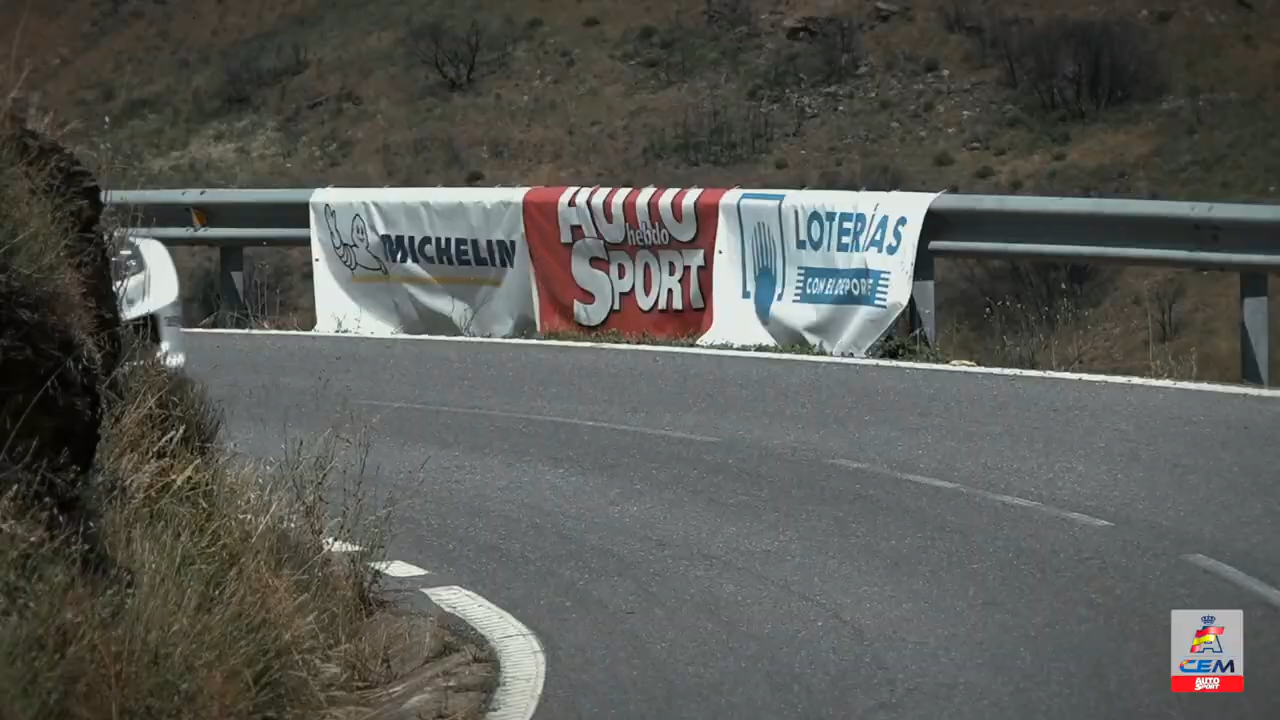 MICHELIN
AUTO
hebdo
SPORT
LOTERÍAS
CON EL DEPORTE
CEM
AUTO
SPORT